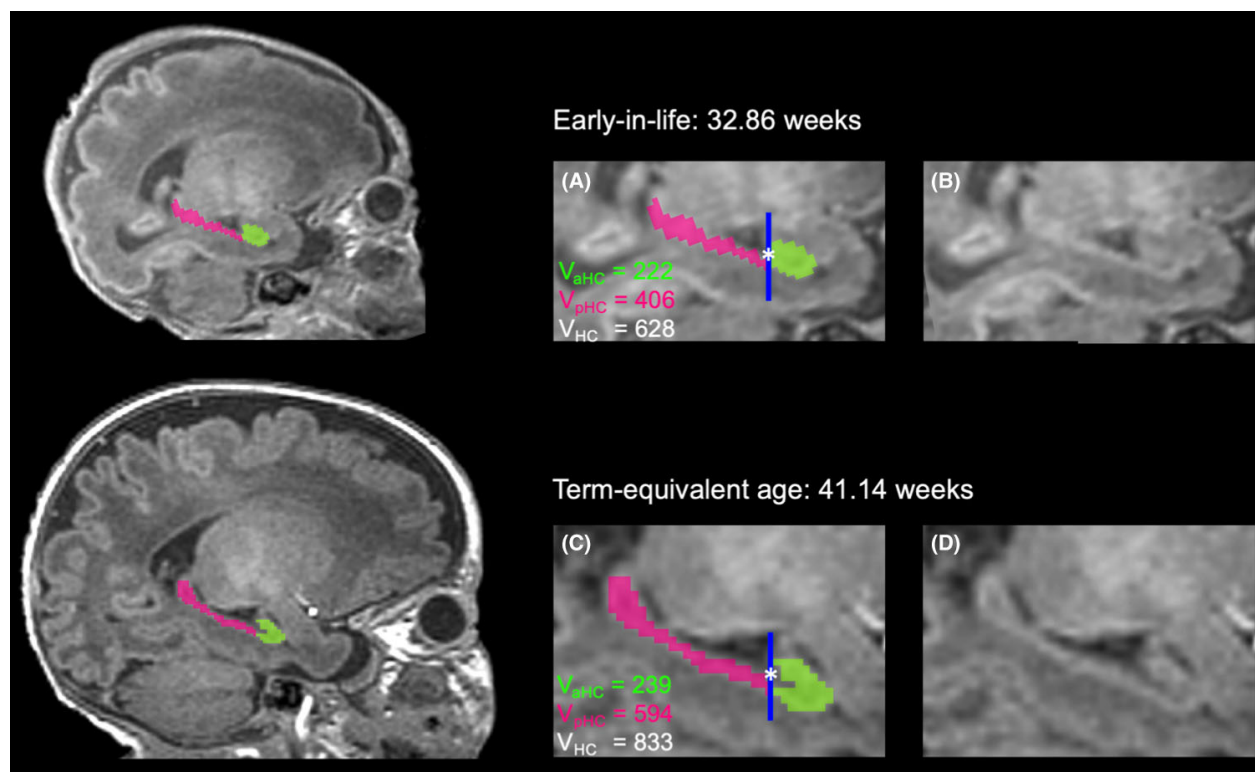 Early-in-life: 32.86 weeks
(A)
(B)
*
VaHC = 222
VpHC = 406
VHC = 628
Term-equivalent age: 41.14 weeks
(C)
(D)
*
VaHC = 239
VpHC = 594
VHC = 833